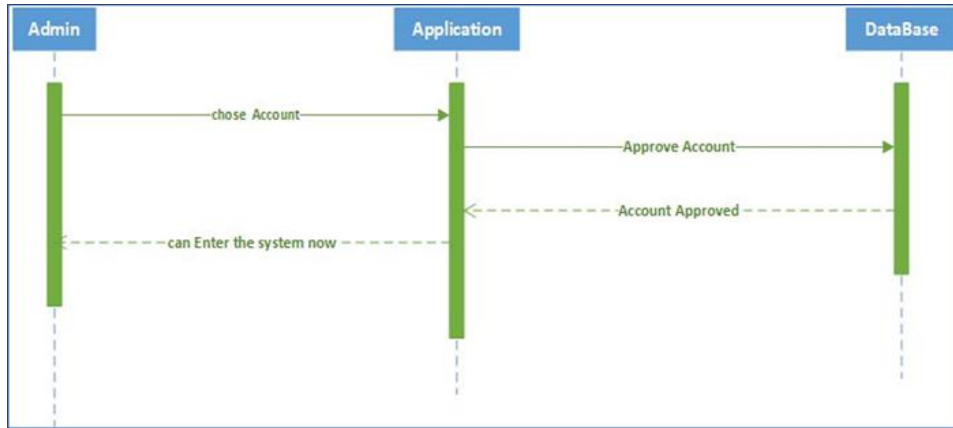 Admin
Application
DataBase
chose Account
Approve Account
Account Approved
can Enter the system now